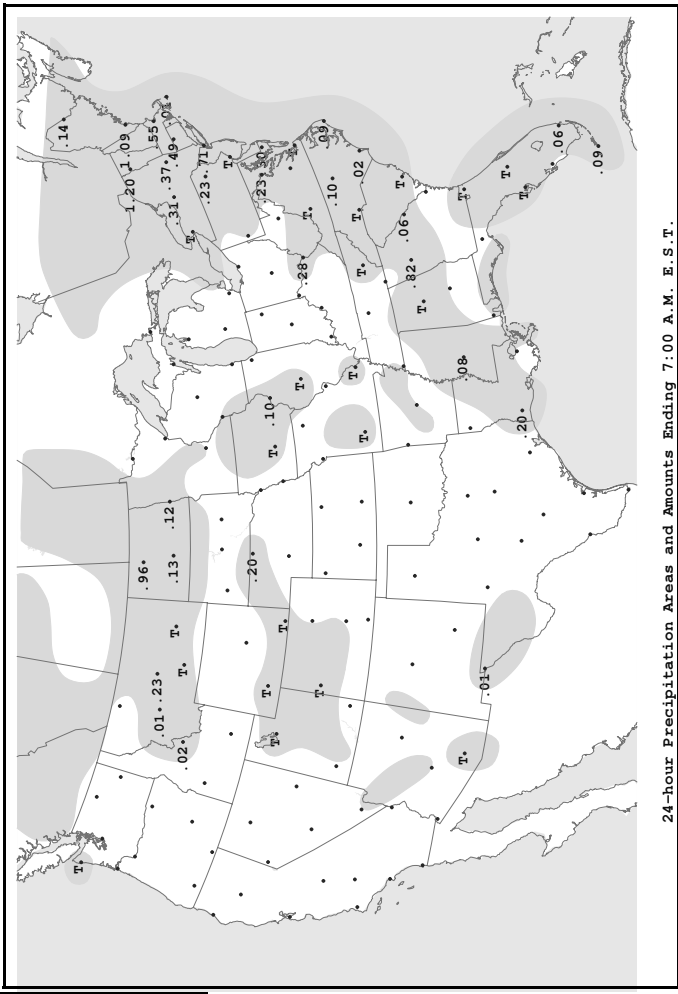 .14
T
1.09
1.20
.96
.55
.23
.01
.01
.37
.49
.31
.12
.13
T
.02
T
T
.71
.23
T
.20
.30
.23
T
.10
T
T
T
T
.28
T
T
.09
.10
T
T
.02
T
T
T
.06
.82
T
T
.08
T
.01
T
.20
T
.06
.09
24-hour Precipitation Areas and Amounts Ending 7:00 A.M. E.S.T.